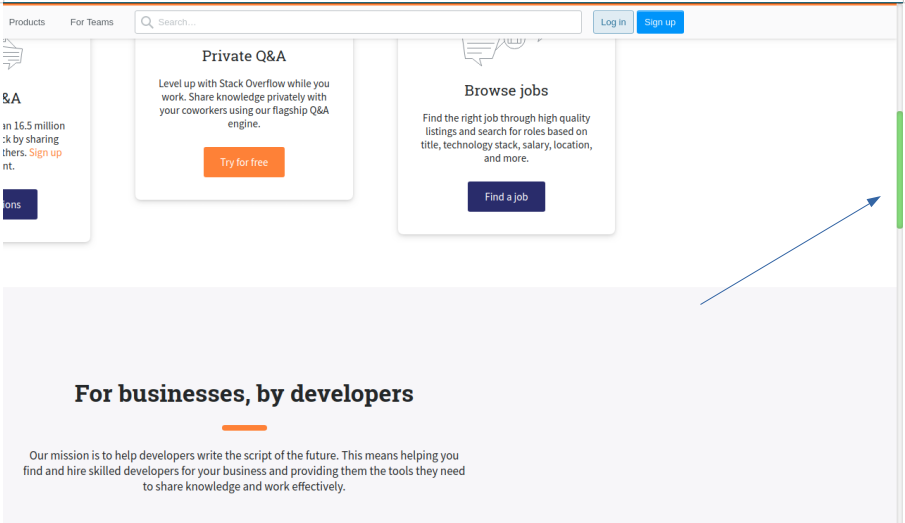 Products
For Teams
Search...
Log in
Sign up
&A
an 16.5 million
ck by sharing
thers. Sign up
nt.
ions
Private Q&A
Level up with Stack Overflow while you
work. Share knowledge privately with
your coworkers using our flagship Q&A
engine.
Try for free
Browse jobs
Find the right job through high quality
listings and search for roles based on
title, technology stack, salary, location,
and more.
Find a job
For businesses, by developers
Our mission is to help developers write the script of the future. This means helping you
find and hire skilled developers for your business and providing them the tools they need
to share knowledge and work effectively.